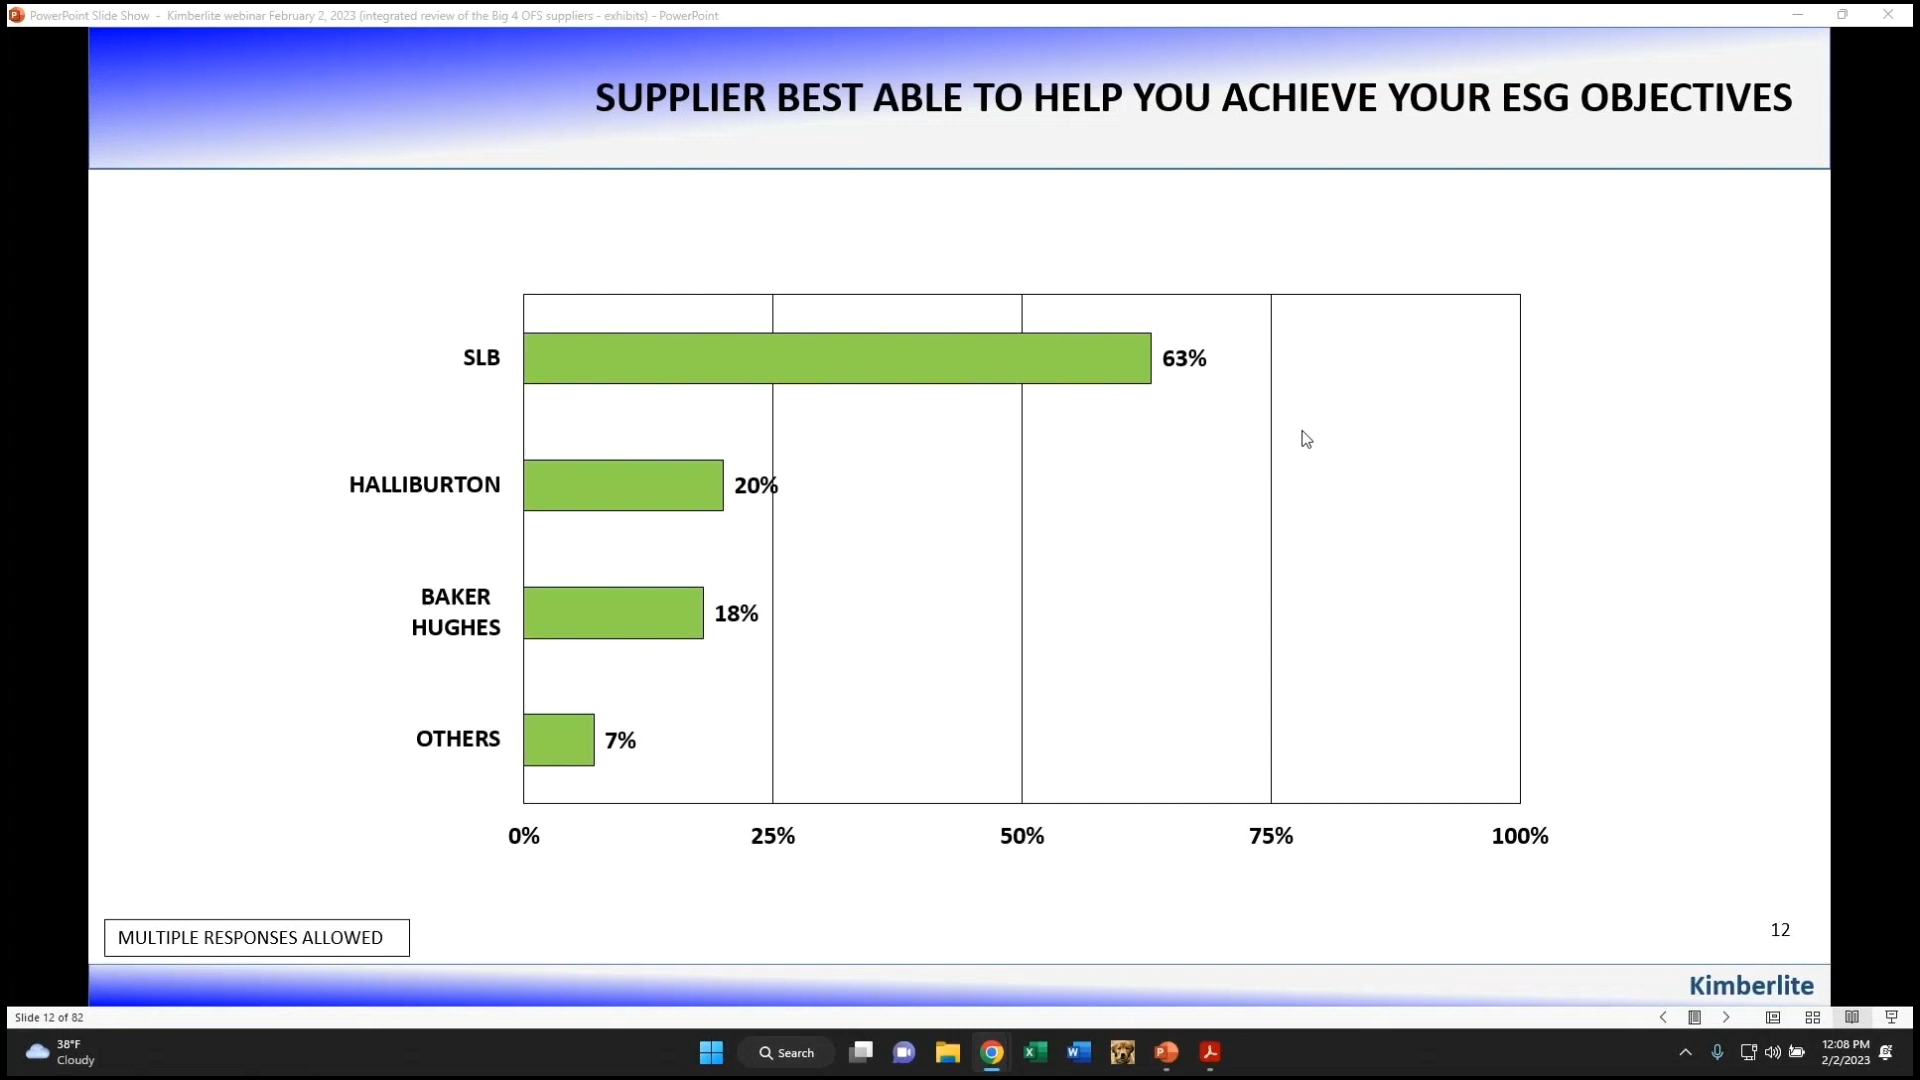 PowerPoint Slide Show - Kimberlite webinar February 2, 2023 (integrated review of the Big 4 OFS suppliers - exhibits) - PowerPoint
SUPPLIER BEST ABLE TO HELP YOU ACHIEVE YOUR ESG OBJECTIVES
SLB
63%
HALLIBURTON
20%
BAKER
HUGHES
18%
OTHERS
7%
0%
25%
50%
75%
100%
MULTIPLE RESPONSES ALLOWED
12
Kimberlite
Slide 12 of 82
38°F
Cloudy
Search
12:08 PM
2/2/2023